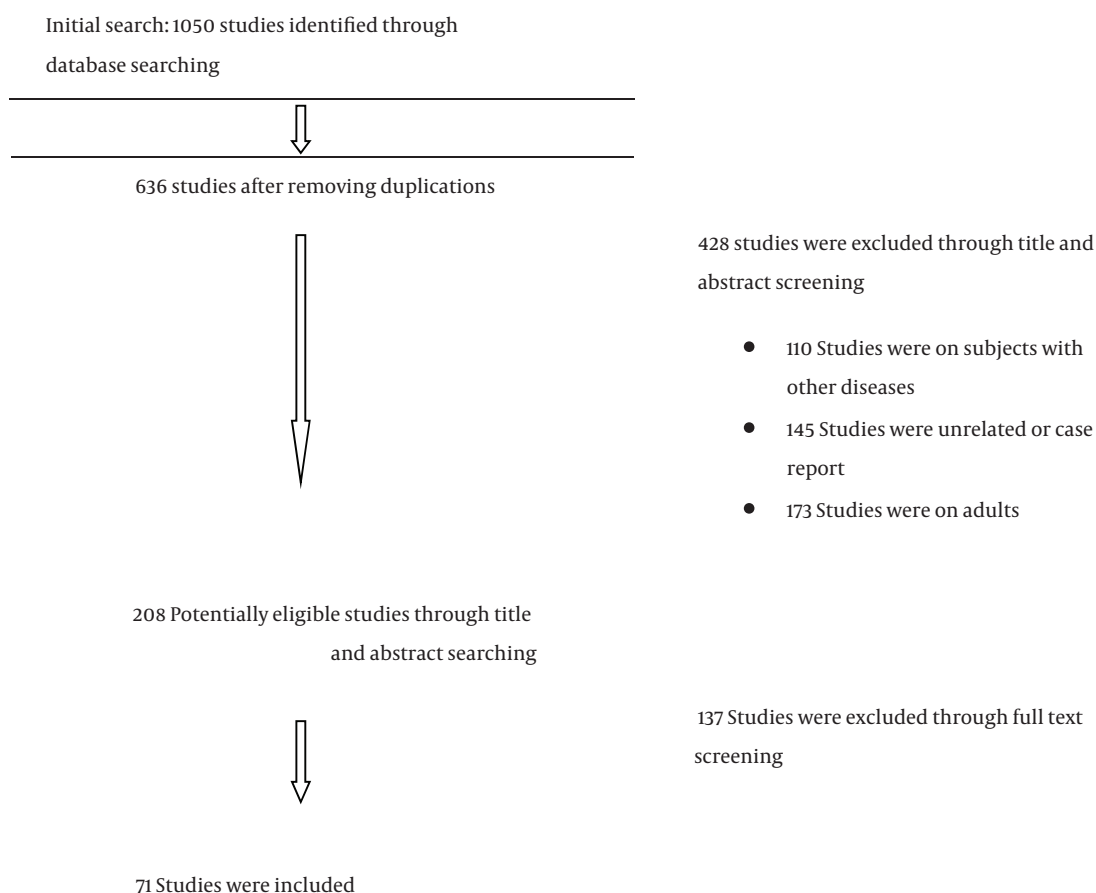 Initial search: 1050 studies identified through
database searching
636 studies after removing duplications
428 studies were excluded through title and
abstract screening
● 110 Studies were on subjects with
other diseases
● 145 Studies were unrelated or case
report
● 173 Studies were on adults
208 Potentially eligible studies through title
and abstract searching
137 Studies were excluded through full text
screening
71 Studies were included